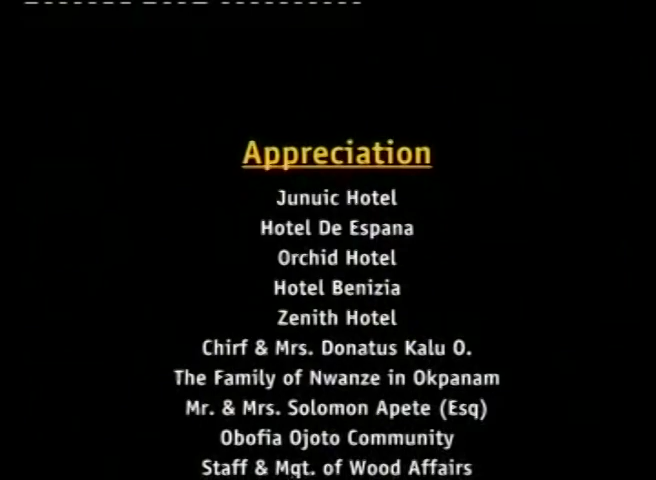 Appreciation
Junuic Hotel
Hotel De Espana
Orchid Hotel
Hotel Benizia
Zenith Hotel
Chirf & Mrs. Donatus Kalu O.
The Family of Nwanze in Okpanam
Mr. & Mrs. Solomon Apete (Esq)
Obofia Ojoto Community
Staff & Mgt. of Wood Affairs